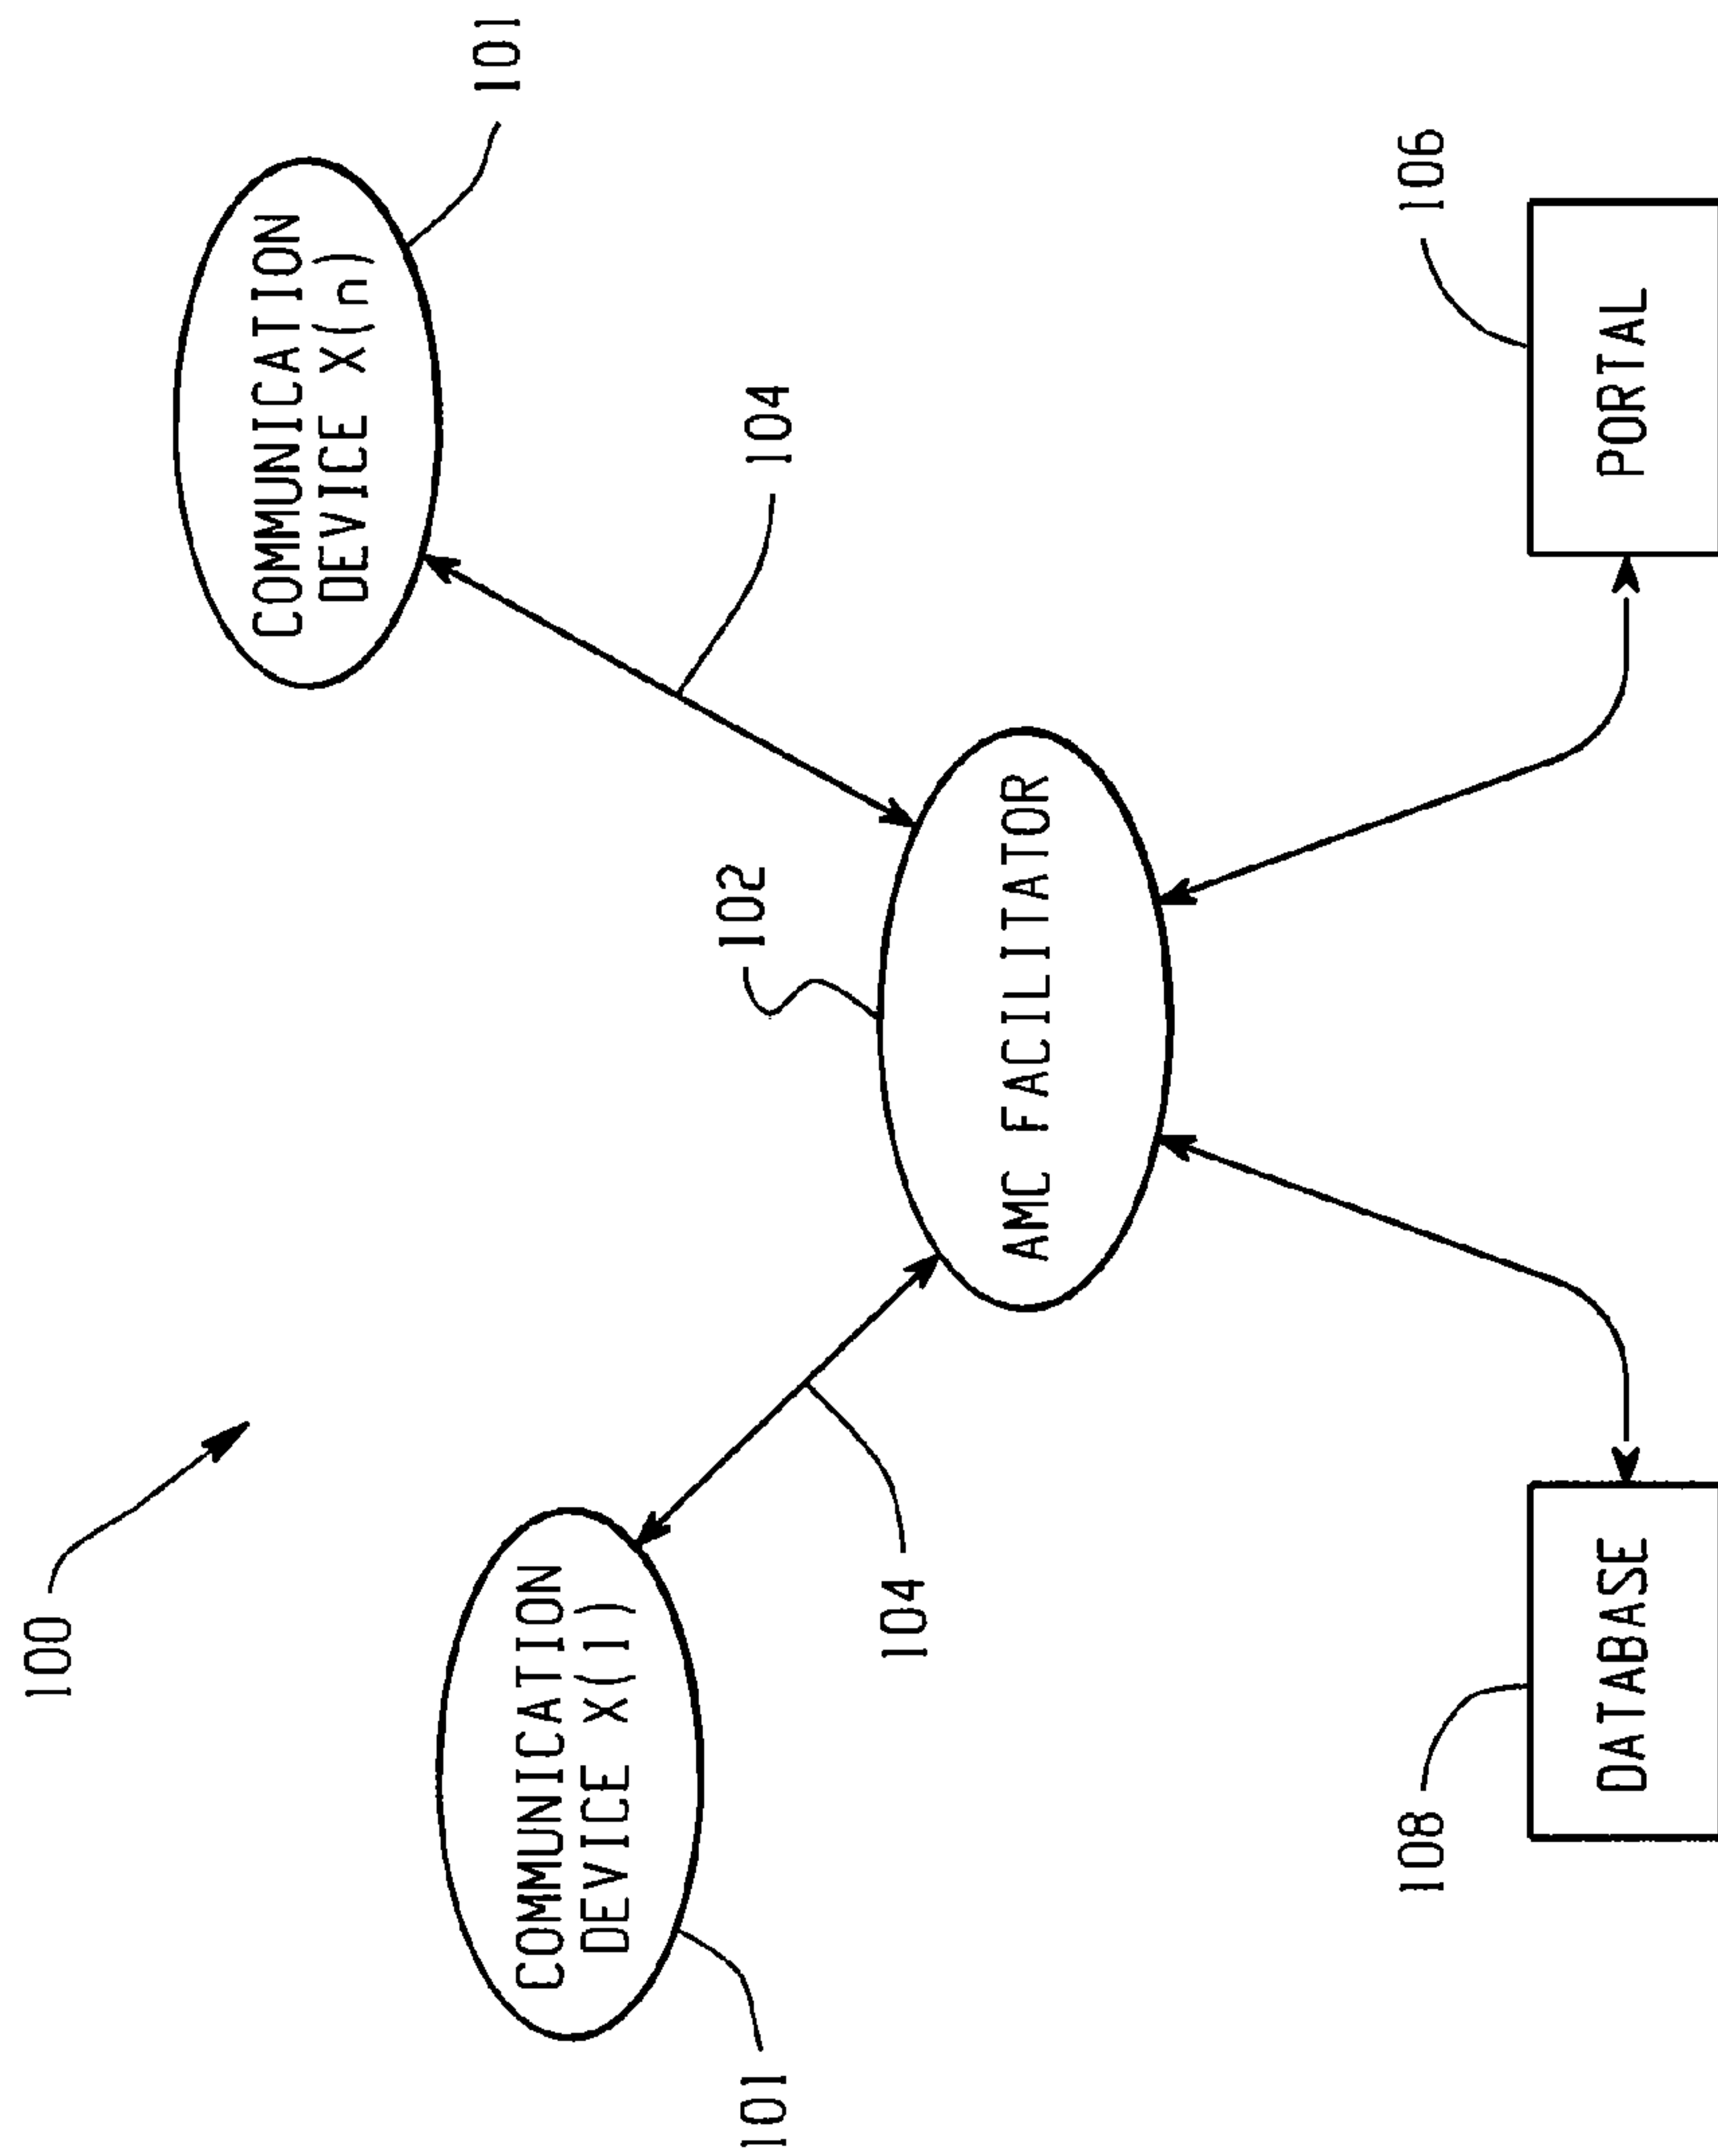 100
101
COMMUNICATION
DEVICE X(n)
COMMUNICATION
DEVICE X(1)
101
104
102
104
AMC FACILITATOR
108
106
DATABASE
PORTAL